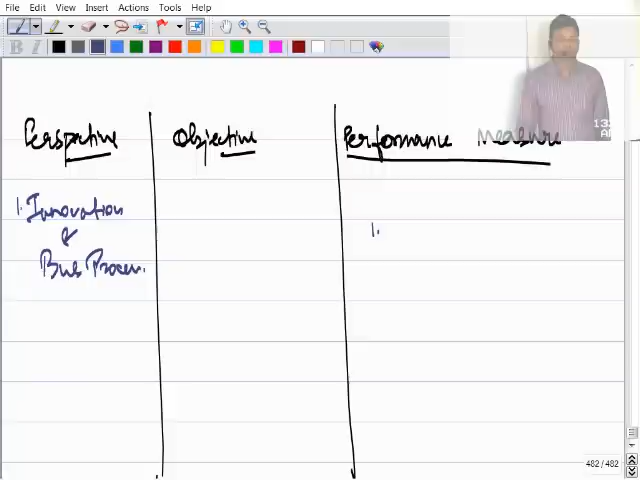 File Edit View Insert Actions Tools Help
B I
Perspective Objective Performance Measure
1. Innovation
&
Bus Process.
1.
482 / 482